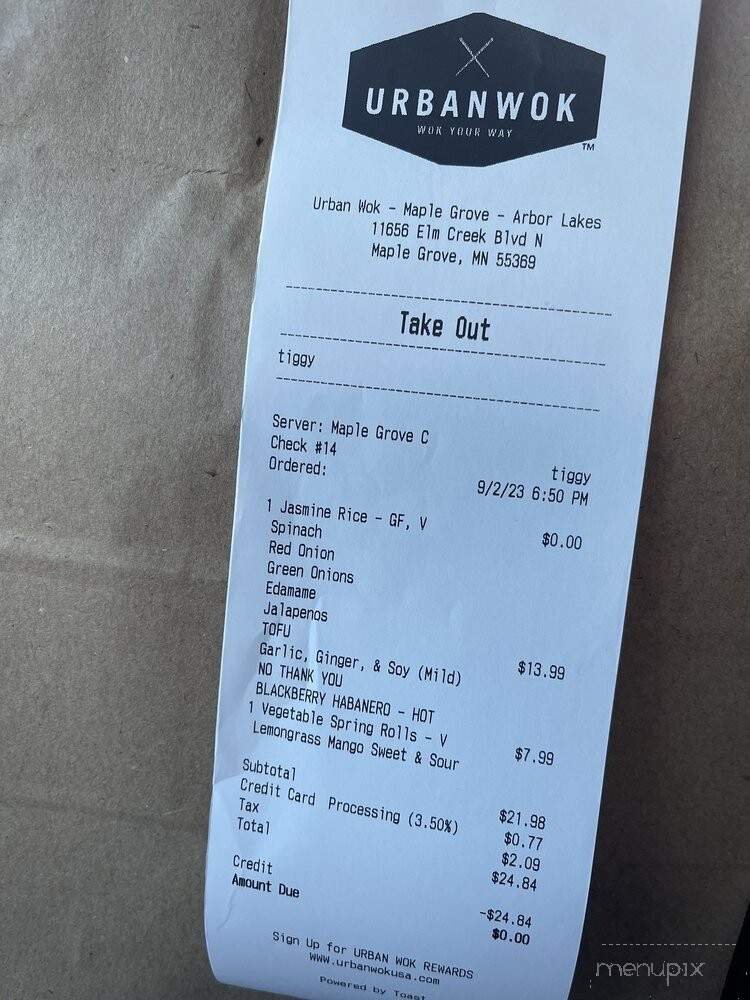 URBANWOK
WOK YOUR WAY
TM
Urban Wok - Maple Grove - Arbor Lakes
11656 Elm Creek Blvd N
Maple Grove, MN 55369
Take Out
tiggy
Server: Maple Grove C
Check #14 tiggy
Ordered: 9/2/23 6:50 PM
1 Jasmine Rice - GF, V $0.00
Spinach
Red Onion
Green Onions
Edamame
Jalapenos
TOFU $13.99
Garlic, Ginger, & Soy (Mild)
NO THANK YOU
BLACKBERRY HABANERO - HOT
1 Vegetable Spring Rolls - V $7.99
Lemongrass Mango Sweet & Sour
Subtotal $21.98
Credit Card Processing (3.50%) $0.77
Tax $2.09
Total $24.84
Credit -$24.84
Amount Due $0.00
Sign Up for URBAN WOK REWARDS
www.urbanwokusa.com
Powered by Toast
menupix